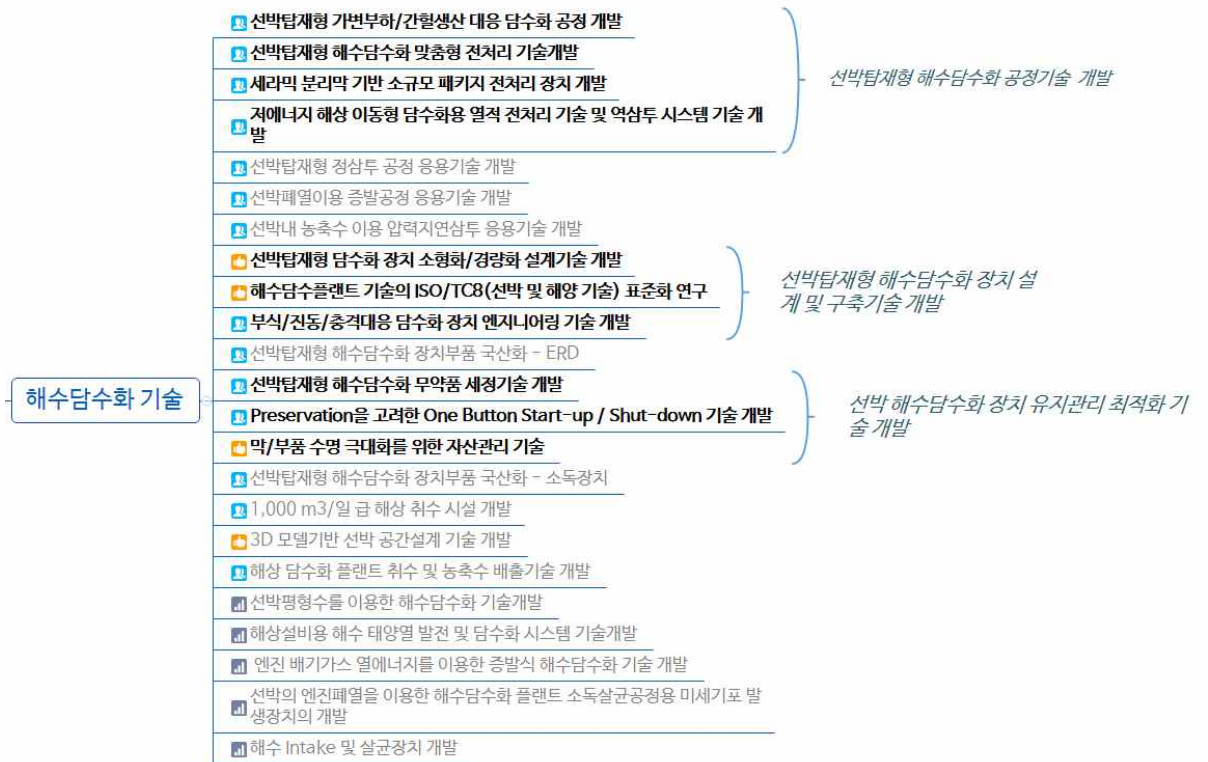 선박탑재형 가변부하/간헐생산 대응 담수화 공정 개발
선박탑재형 해수담수화 맞춤형 전처리 기술개발
세라믹 분리막 기반 소규모 패키지 전처리 장치 개발
저에너지 해상 이동형 담수화용 열적 전처리 기술 및 역삼투 시스템 기술 개
발
선박탑재형 해수담수화 공정기술 개발
선박탑재형 정삼투 공정 응용기술 개발
선박폐열이용 증발공정 응용기술 개발
선박내 농축수 이용 압력지연삼투 응용기술 개발
선박탑재형 담수화 장치 소형화/경량화 설계기술 개발
해수담수플랜트 기술의 ISO/TC8(선박 및 해양 기술) 표준화 연구
부식/진동/충격대응 담수화 장치 엔지니어링 기술 개발
선박탑재형 해수담수화 장치 설
계 및 구축기술 개발
선박탑재형 해수담수화 장치부품 국산화 - ERD
해수담수화 기술
선박탑재형 해수담수화 무약품 세정기술 개발
Preservation을 고려한 One Button Start-up / Shut-down 기술 개발
막/부품 수명 극대화를 위한 자산관리 기술
선박 해수담수화 장치 유지관리 최적화 기
술 개발
선박탑재형 해수담수화 장치부품 국산화 - 소독장치
1,000 m3/일 급 해상 취수 시설 개발
3D 모델기반 선박 공간설계 기술 개발
해상 담수화 플랜트 취수 및 농축수 배출기술 개발
선박평형수를 이용한 해수담수화 기술개발
해상설비용 해수 태양열 발전 및 담수화 시스템 기술개발
엔진 배기가스 열에너지를 이용한 증발식 해수담수화 기술 개발
선박의 엔진폐열을 이용한 해수담수화 플랜트 소독살균공정용 미세기포 발
생장치의 개발
해수 Intake 및 살균장치 개발